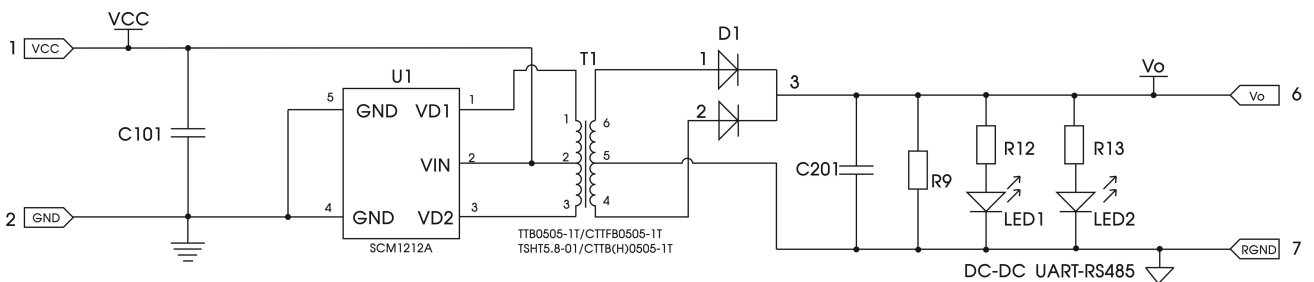 VCC
1 VCC
C101
2 GND
U1
5 GND VD1 1
VIN 2
4 GND VD2 3
SCM1212A
T1
1 6
2 5
3 4
TTB0505-1T/CTTFB0505-1T
TSHT5.8-01/CTTB(H)0505-1T
D1
1
2
3
C201
R9
R12
LED1
R13
LED2
Vo
Vo 6
RGND 7
DC-DC UART-RS485